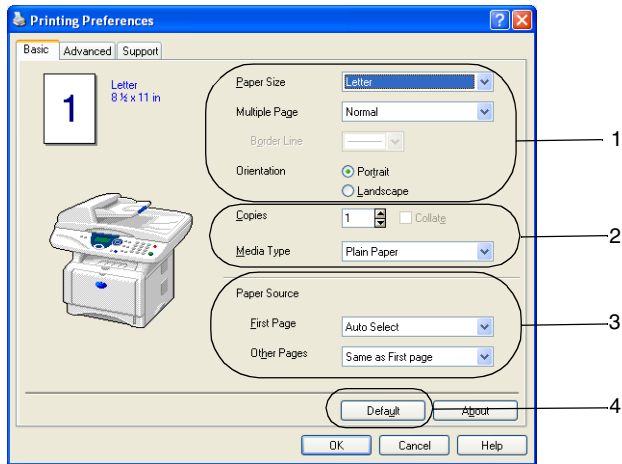 Printing Preferences
Basic Advanced Support
Letter
8 ½ x 11 in
1
Paper Size Letter
Multiple Page Normal
Border Line
Orientation Portrait
Landscape
1
Copies 1 Collate
Media Type Plain Paper
2
Paper Source
First Page Auto Select
Other Pages Same as First page
3
Default About
4
OK Cancel Help